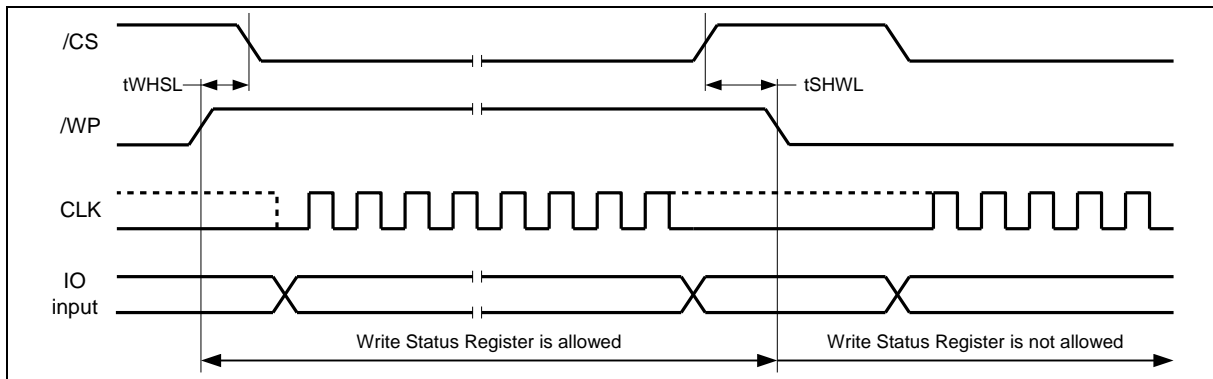 /CS
tWHSL
tSHWL
/WP
CLK
IO
input
Write Status Register is allowed
Write Status Register is not allowed